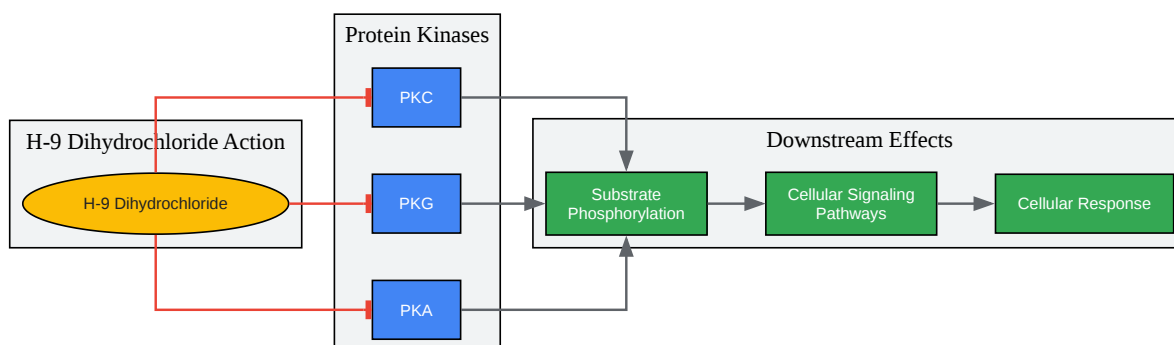 Protein Kinases
PKC
H-9 Dihydrochloride Action
H-9 Dihydrochloride
PKG
PKA
Downstream Effects
Substrate
Phosphorylation
Cellular Signaling
Pathways
Cellular Response